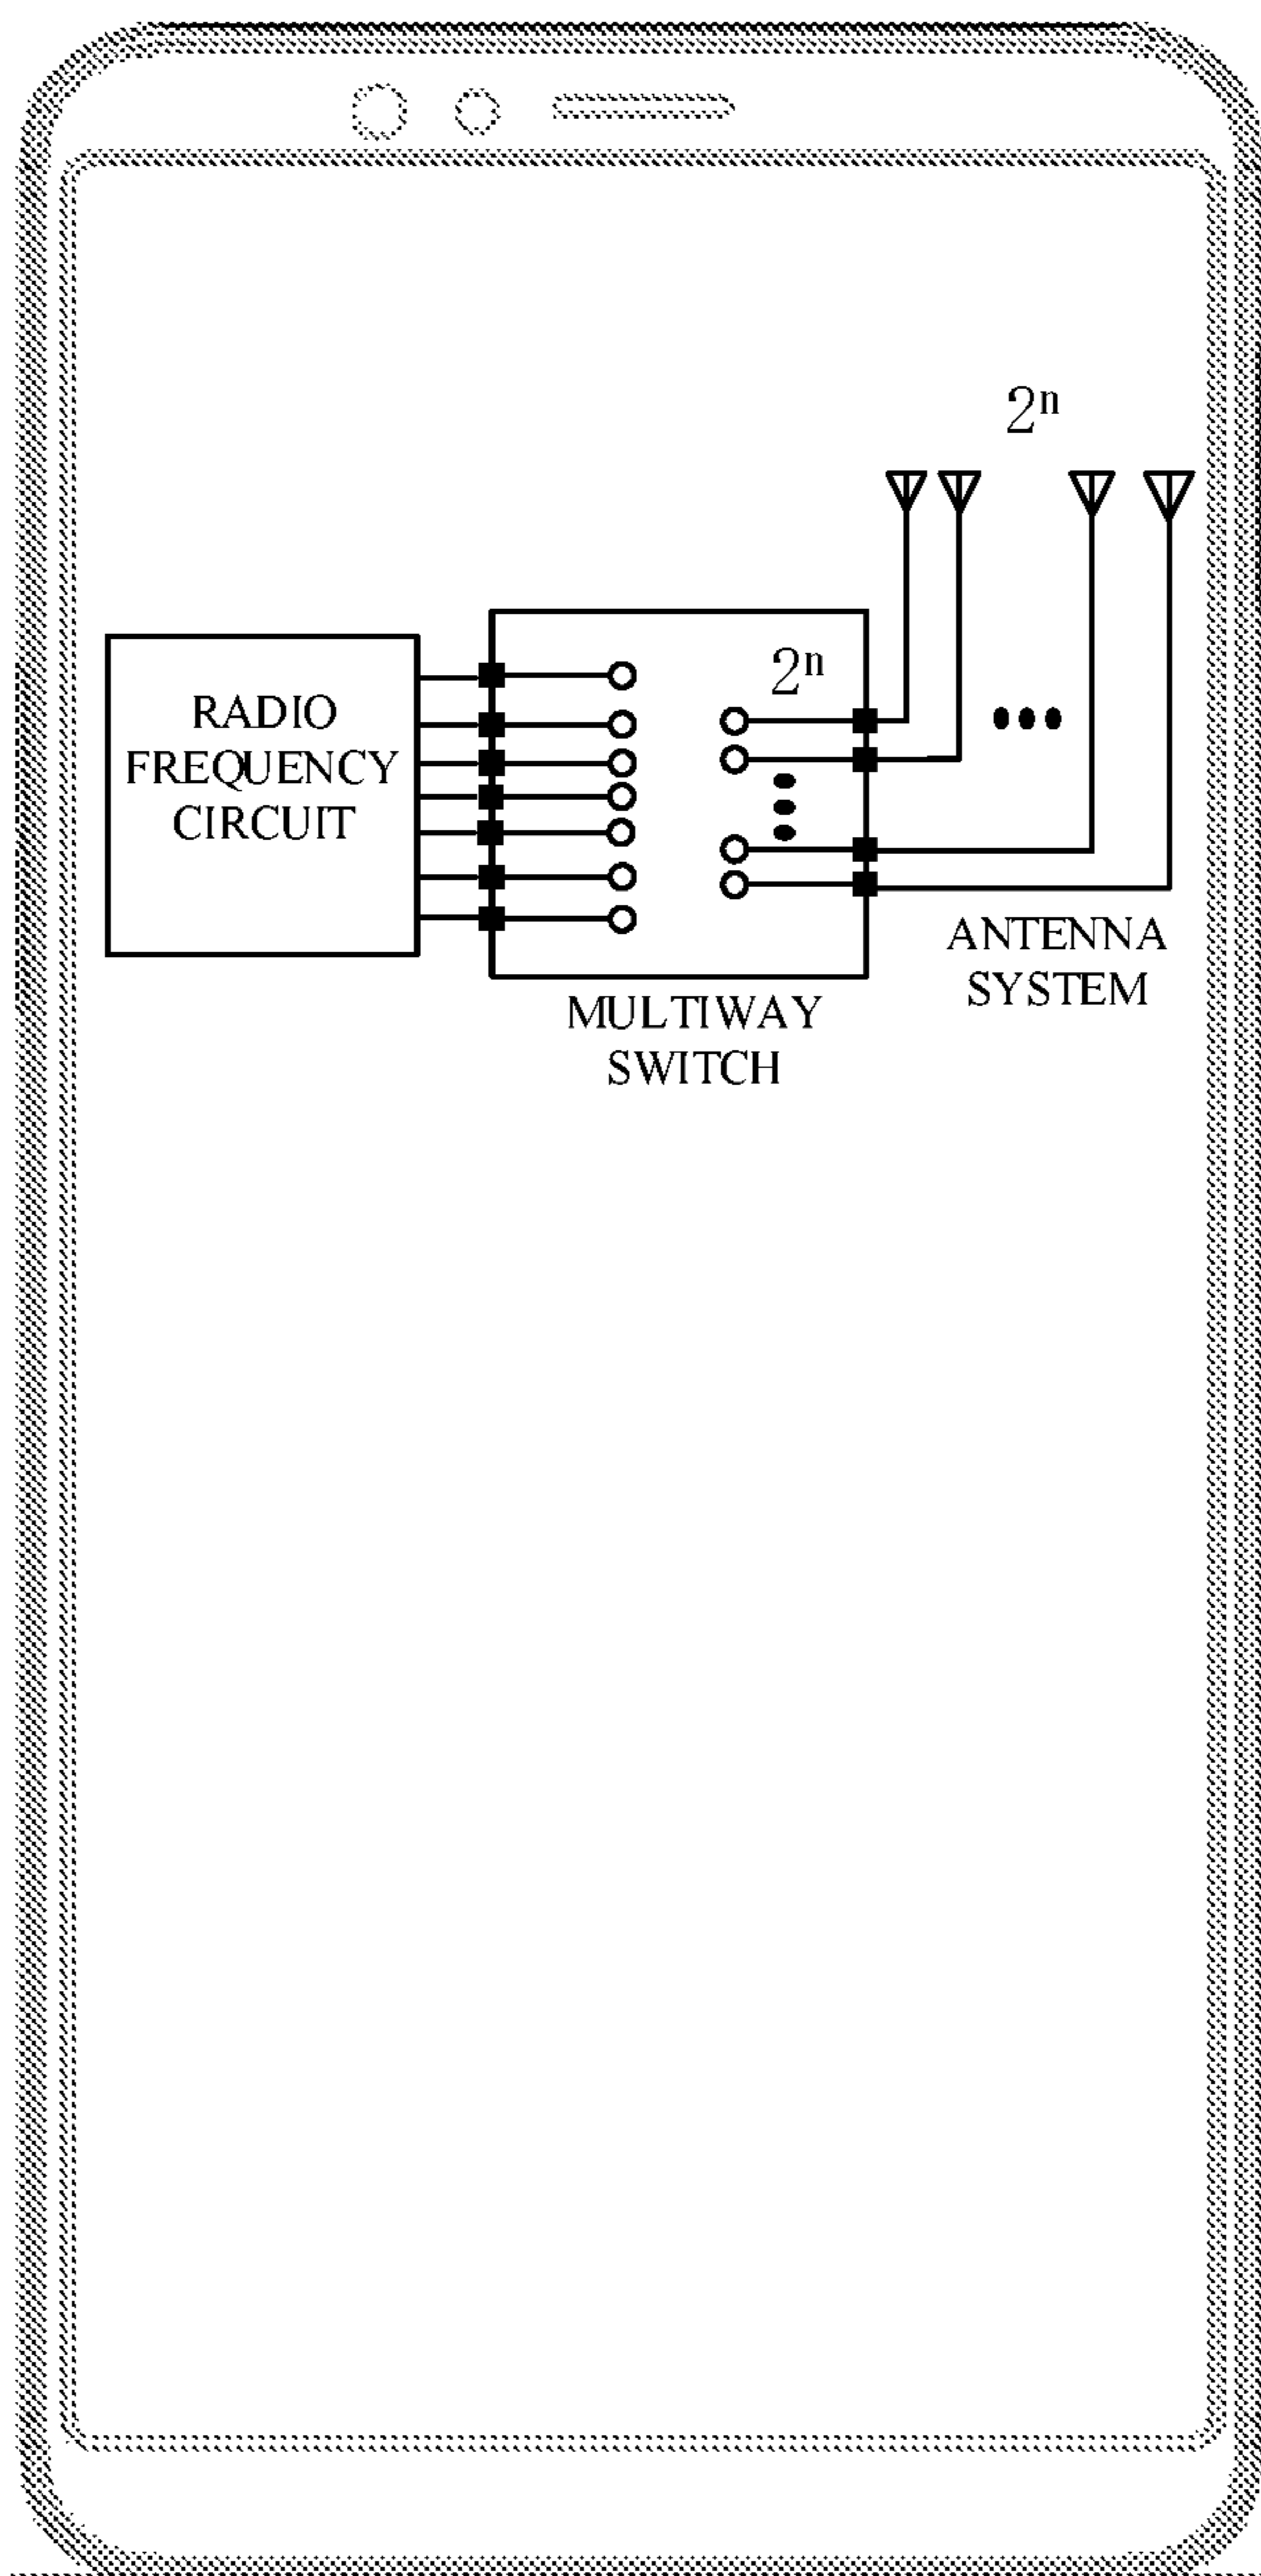 2ⁿ
RADIO
FREQUENCY
CIRCUIT
2ⁿ
ANTENNA
SYSTEM
MULTIWAY
SWITCH